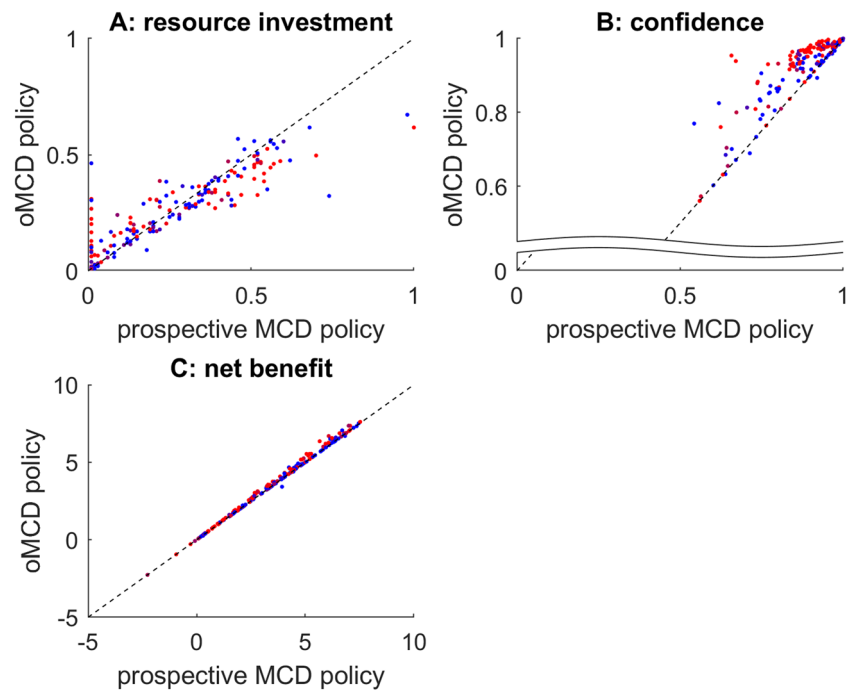 A: resource investment
1
0.5
0
oMCD policy
0
0.5
1
prospective MCD policy
B: confidence
1
0.8
0.6
0
oMCD policy
0
0.5
1
prospective MCD policy
C: net benefit
10
5
0
-5
oMCD policy
-5
0
5
10
prospective MCD policy